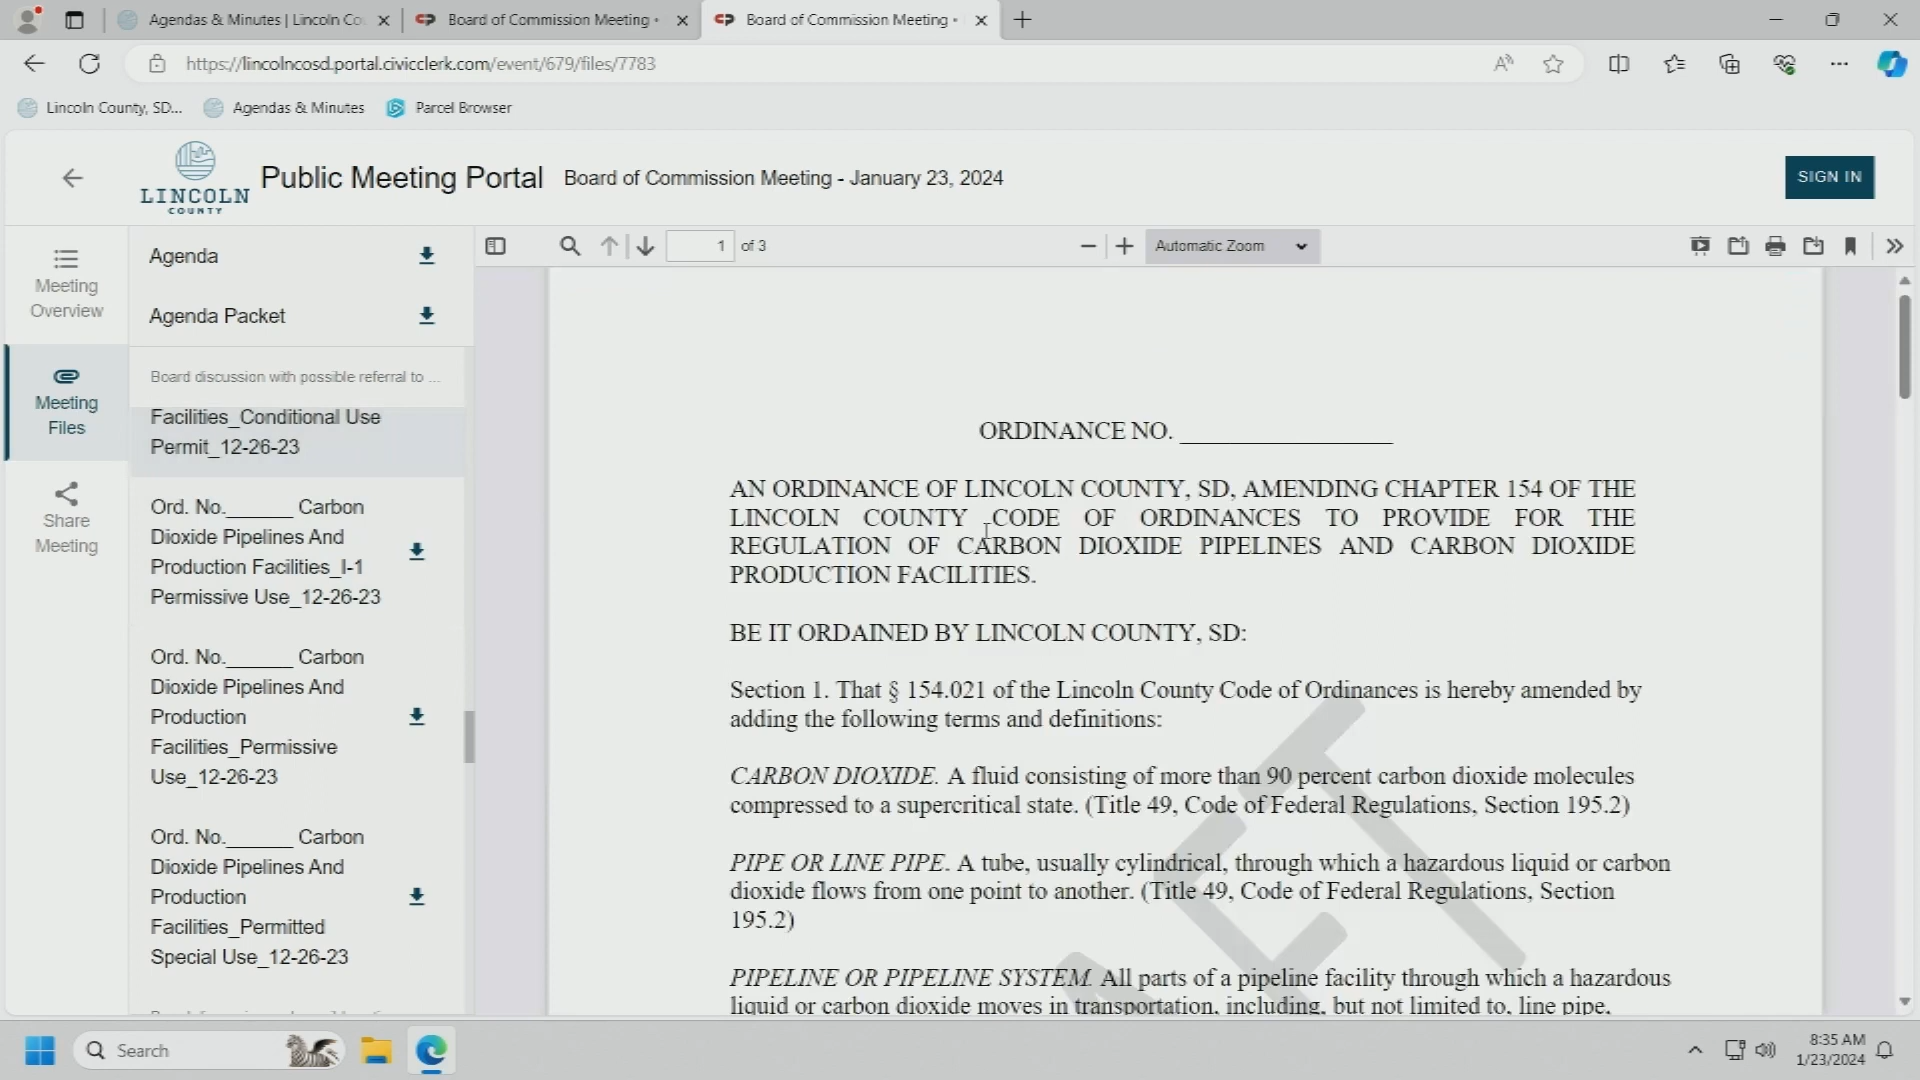 Agendas & Minutes | Lincoln Co
Board of Commission Meeting •
Board of Commission Meeting •
https://lincolncosd.portal.civicclerk.com/event/679/files/7783
Lincoln County, SD...
Agendas & Minutes
Parcel Browser
LINCOLN
COUNTY
Public Meeting Portal
Board of Commission Meeting - January 23, 2024
SIGN IN
Meeting
Overview
Meeting
Files
Share
Meeting
Agenda
Agenda Packet
Board discussion with possible referral to ...
Facilities_Conditional Use
Permit_12-26-23
Ord. No.______ Carbon
Dioxide Pipelines And
Production Facilities_I-1
Permissive Use_12-26-23
Ord. No.______ Carbon
Dioxide Pipelines And
Production
Facilities_Permissive
Use_12-26-23
Ord. No.______ Carbon
Dioxide Pipelines And
Production
Facilities_Permitted
Special Use_12-26-23
1 of 3
Automatic Zoom
ORDINANCE NO. _________________
AN ORDINANCE OF LINCOLN COUNTY, SD, AMENDING CHAPTER 154 OF THE
LINCOLN COUNTY CODE OF ORDINANCES TO PROVIDE FOR THE
REGULATION OF CARBON DIOXIDE PIPELINES AND CARBON DIOXIDE
PRODUCTION FACILITIES.
BE IT ORDAINED BY LINCOLN COUNTY, SD:
Section 1. That § 154.021 of the Lincoln County Code of Ordinances is hereby amended by
adding the following terms and definitions:
CARBON DIOXIDE. A fluid consisting of more than 90 percent carbon dioxide molecules
compressed to a supercritical state. (Title 49, Code of Federal Regulations, Section 195.2)
PIPE OR LINE PIPE. A tube, usually cylindrical, through which a hazardous liquid or carbon
dioxide flows from one point to another. (Title 49, Code of Federal Regulations, Section
195.2)
PIPELINE OR PIPELINE SYSTEM. All parts of a pipeline facility through which a hazardous
liquid or carbon dioxide moves in transportation, including, but not limited to, line pipe,
Search
8:35 AM
1/23/2024